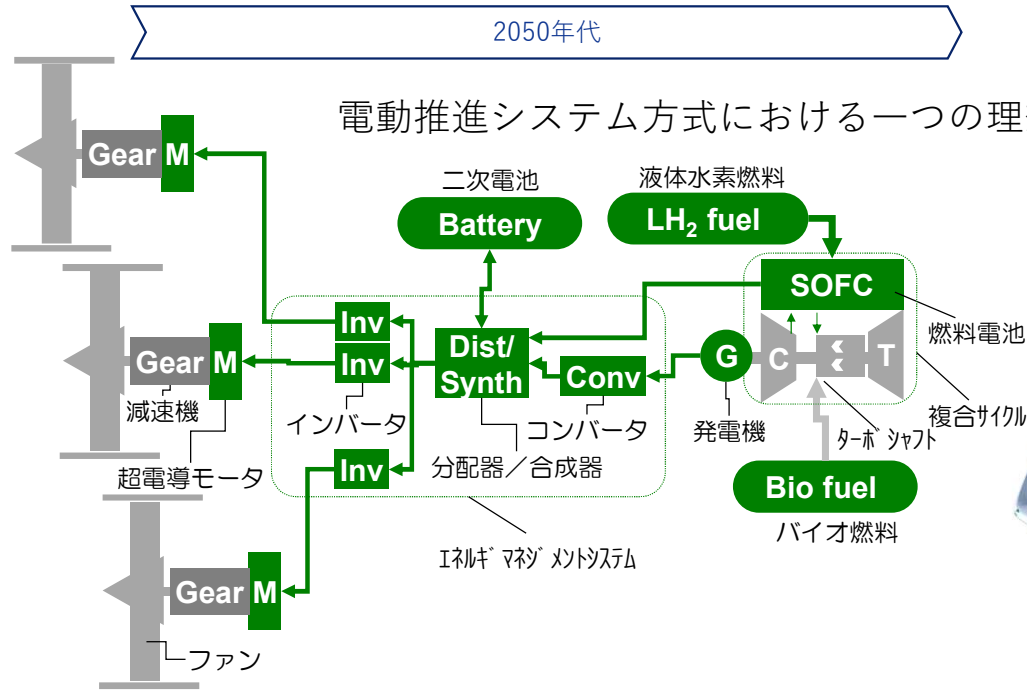 2050年代
電動推進システム方式における一つの理
Gear M
二次電池
Battery
液体水素燃料
LH₂ fuel
SOFC
燃料電池
Inv
Gear M
減速機
超電導モータ
Inv
インバータ
Dist/
Synth
分配器／合成器
Conv
コンバータ
G
発電機
C
T
ターボシャフト
複合サイクル
Inv
Bio fuel
バイオ燃料
エネルギマネジメントシステム
Gear M
ファン